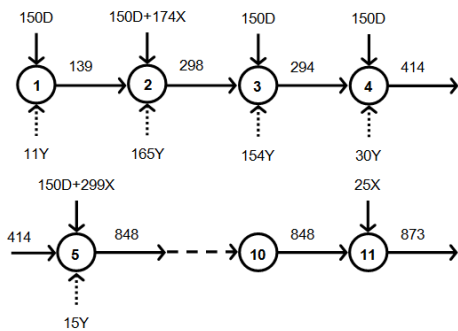 150D 150D+174X 150D 150D
1 139 2 298 3 294 4 414
11Y 165Y 154Y 30Y
150D+299X 25X
414 5 848 10 848 11 873
15Y